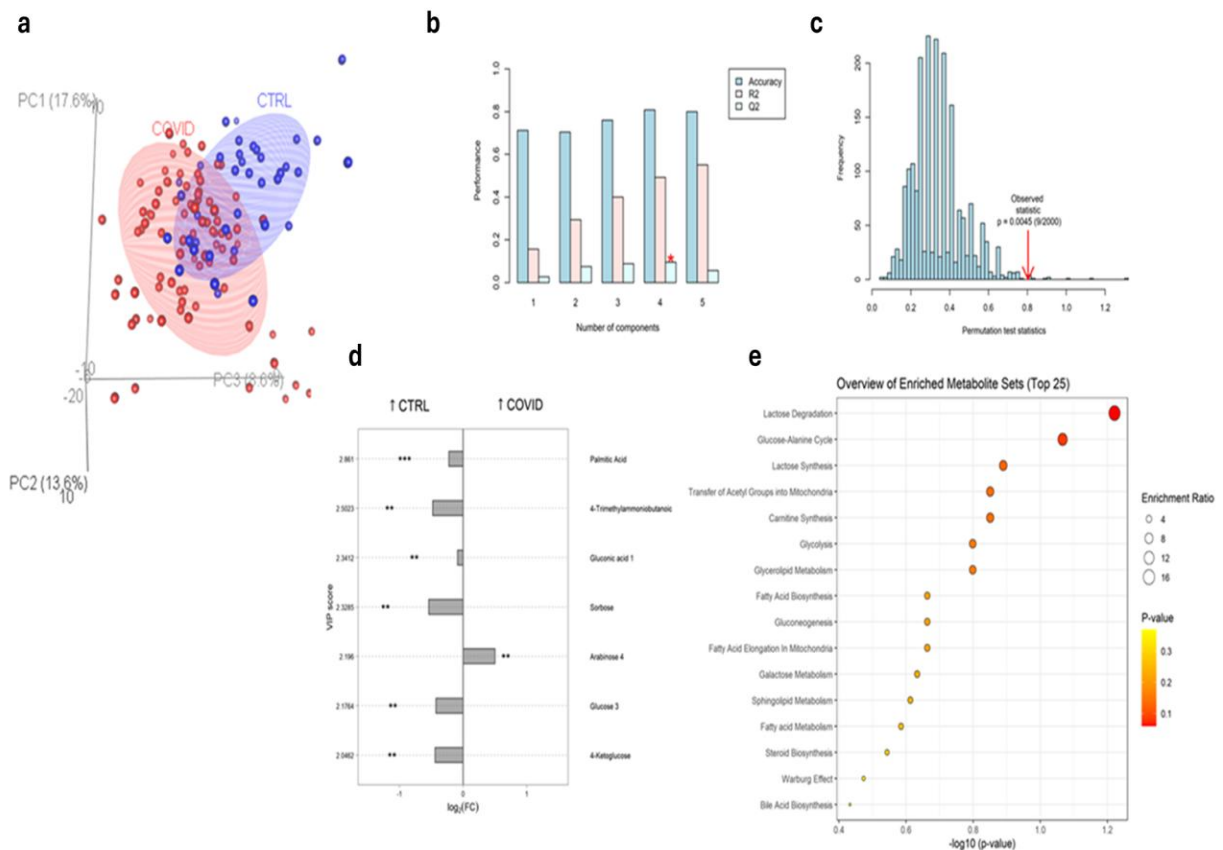 a
PC1 (17.6%)
0
COVID
CTRL
-10
-20
PC3 (8.6%)
PC2 (13.6%)
10
b
1.0
0.8
0.6
0.4
0.2
0.0
Performance
Accuracy
R2
Q2
1 2 3 4 5
Number of components
c
200
150
100
50
0
Frequency
Observed
statistic
p = 0.0045 (9/2000)
0.0 0.2 0.4 0.6 0.8 1.0 1.2
Permutation test statistics
d
↑ CTRL ↑ COVID
VIP score
2.861 *** Palmitic Acid
2.5023 ** 4-Trimethylammoniobutanoic
2.3412 ** Gluconic acid 1
2.3285 ** Sorbose
2.196 ** Arabinose 4
2.1764 ** Glucose 3
2.0462 ** 4-Ketoglucose
-1 0 1
log2(FC)
e
Overview of Enriched Metabolite Sets (Top 25)
Lactose Degradation
Glucose-Alanine Cycle
Lactose Synthesis
Transfer of Acetyl Groups into Mitochondria
Carnitine Synthesis
Glycolysis
Glycerolipid Metabolism
Fatty Acid Biosynthesis
Gluconeogenesis
Fatty Acid Elongation In Mitochondria
Galactose Metabolism
Sphingolipid Metabolism
Fatty acid Metabolism
Steroid Biosynthesis
Warburg Effect
Bile Acid Biosynthesis
0.4 0.6 0.8 1.0 1.2
-log10 (p-value)
Enrichment Ratio
4
8
12
16
P-value
0.3
0.2
0.1